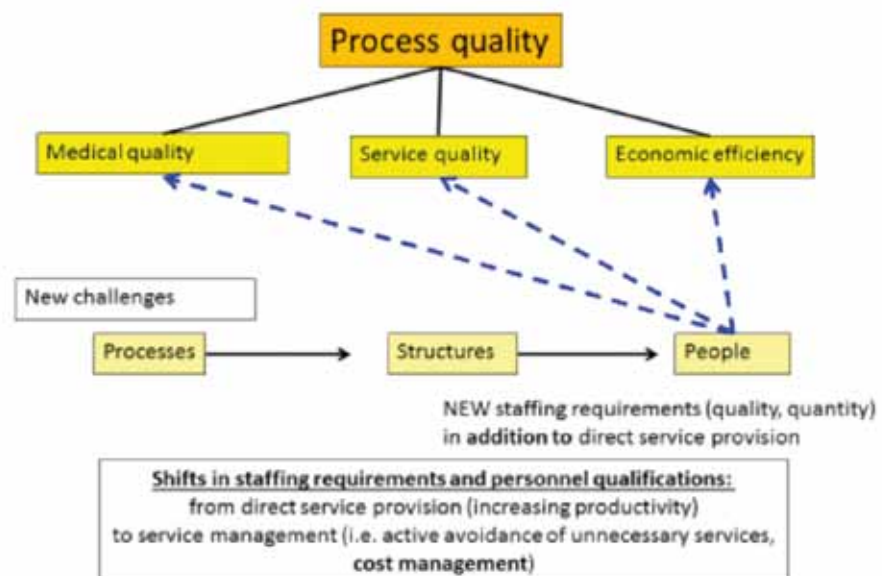 Process quality
Medical quality
Service quality
Economic efficiency
New challenges
Processes
Structures
People
NEW staffing requirements (quality, quantity)
in addition to direct service provision
Shifts in staffing requirements and personnel qualifications:
from direct service provision (increasing productivity)
to service management (i.e. active avoidance of unnecessary services,
cost management)